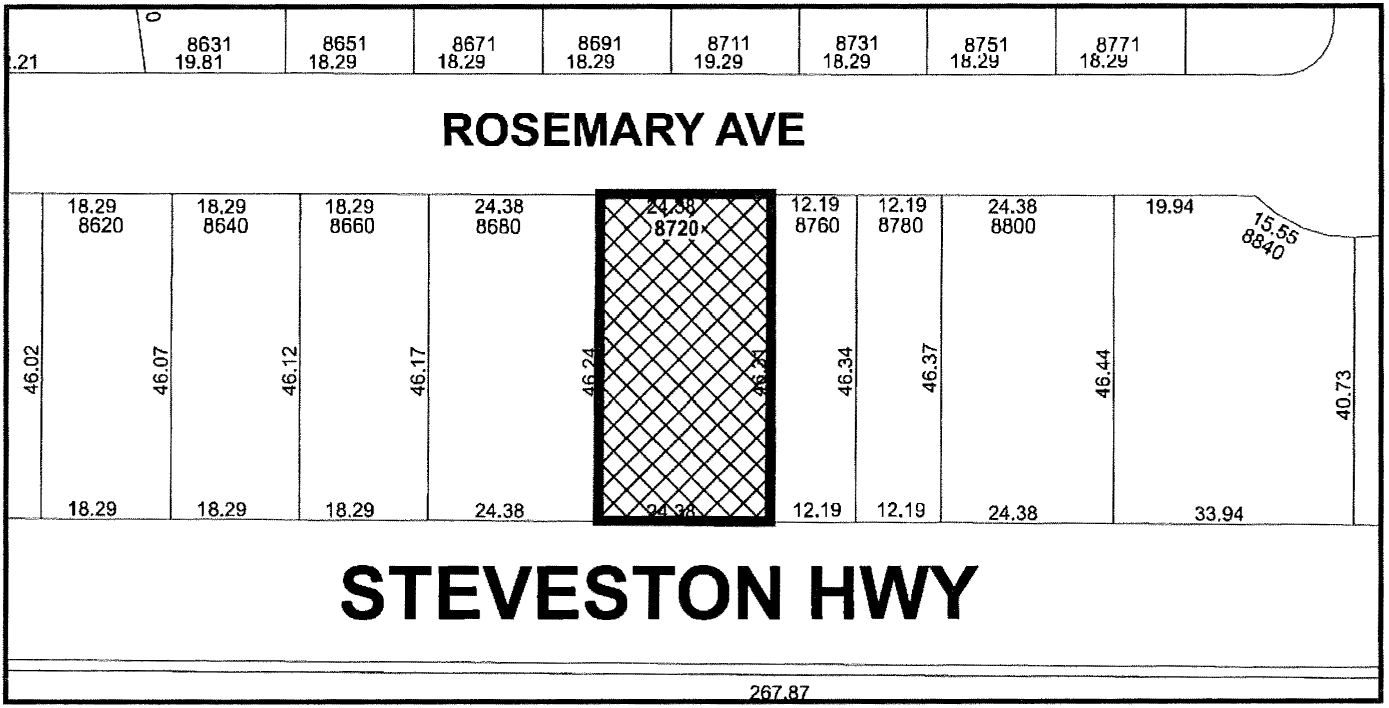 0
8631 8651 8671 8691 8711 8731 8751 8771
.21 19.81 18.29 18.29 18.29 19.29 18.29 18.29 18.29
ROSEMARY AVE
18.29 18.29 18.29 24.38 24.38 12.19 12.19 24.38 19.94
8620 8640 8660 8680 8720 8760 8780 8800
15.55
8840
46.02 46.07 46.12 46.17 46.24 46.31 46.34 46.37 46.44 40.73
18.29 18.29 18.29 24.38 24.38 12.19 12.19 24.38 33.94
STEVESTON HWY
267.87